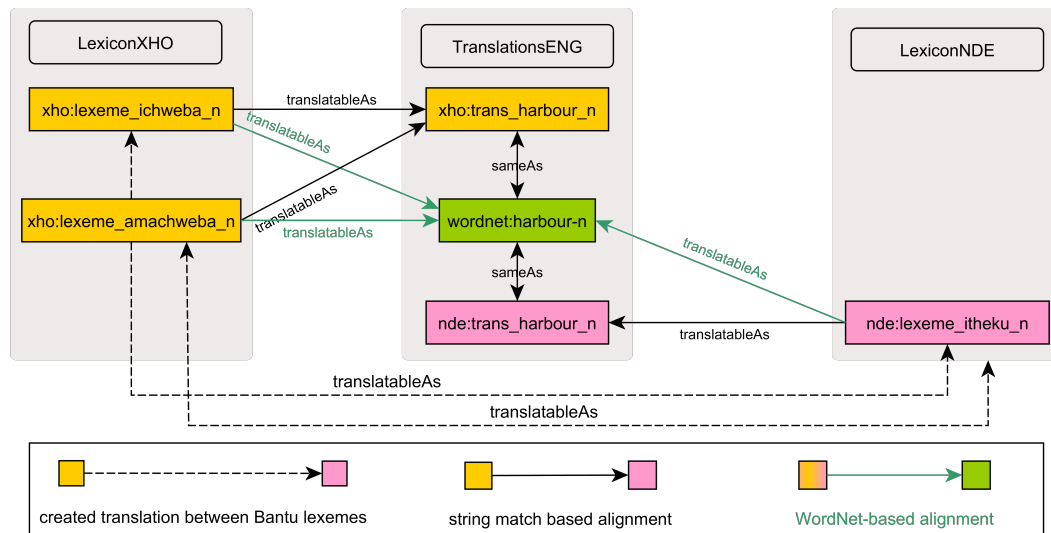 LexiconXHO
TranslationsENG
LexiconNDE
xho:lexeme_ichweba_n
translatableAs
xho:trans_harbour_n
translatableAs
sameAs
translatableAs
xho:lexeme_amachweba_n
translatableAs
wordnet:harbour-n
translatableAs
sameAs
nde:trans_harbour_n
translatableAs
nde:lexeme_itheku_n
translatableAs
translatableAs
created translation between Bantu lexemes
string match based alignment
WordNet-based alignment